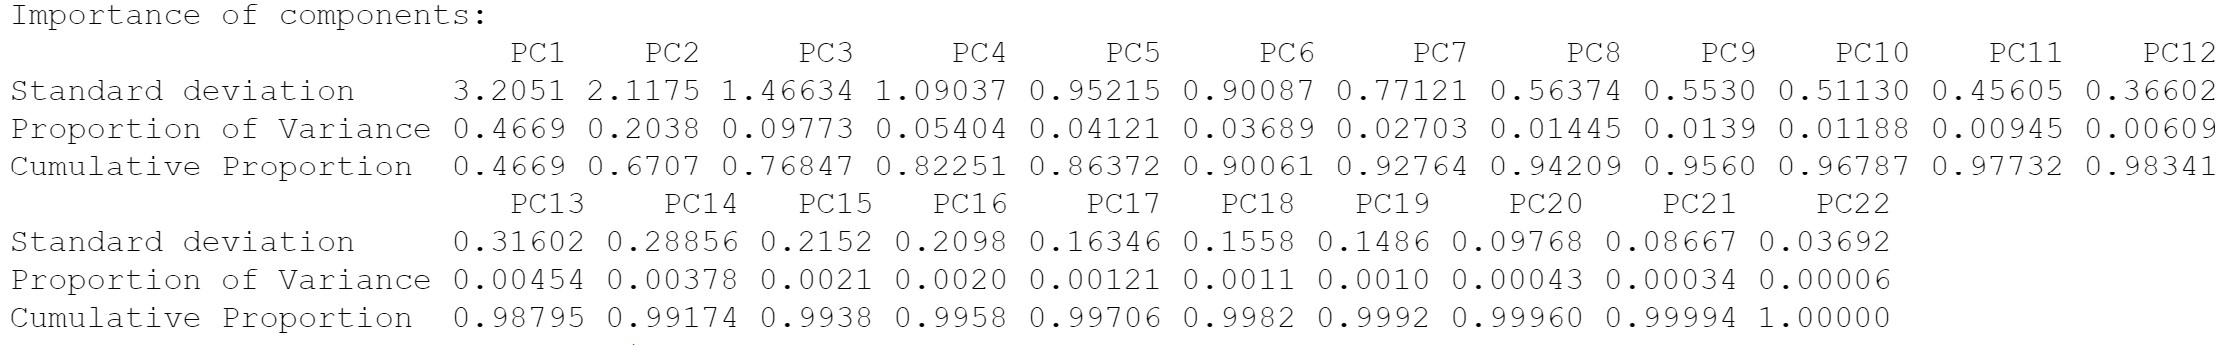 Importance of components:
                          PC1    PC2     PC3     PC4     PC5     PC6     PC7     PC8    PC9    PC10    PC11    PC12
Standard deviation     3.2051 2.1175 1.46634 1.09037 0.95215 0.90087 0.77121 0.56374 0.5530 0.51130 0.45605 0.36602
Proportion of Variance 0.4669 0.2038 0.09773 0.05404 0.04121 0.03689 0.02703 0.01445 0.0139 0.01188 0.00945 0.00609
Cumulative Proportion  0.4669 0.6707 0.76847 0.82251 0.86372 0.90061 0.92764 0.94209 0.9560 0.96787 0.97732 0.98341
                          PC13    PC14   PC15   PC16    PC17   PC18   PC19    PC20    PC21    PC22
Standard deviation     0.31602 0.28856 0.2152 0.2098 0.16346 0.1558 0.1486 0.09768 0.08667 0.03692
Proportion of Variance 0.00454 0.00378 0.0021 0.0020 0.00121 0.0011 0.0010 0.00043 0.00034 0.00006
Cumulative Proportion  0.98795 0.99174 0.9938 0.9958 0.99706 0.9982 0.9992 0.99960 0.99994 1.00000